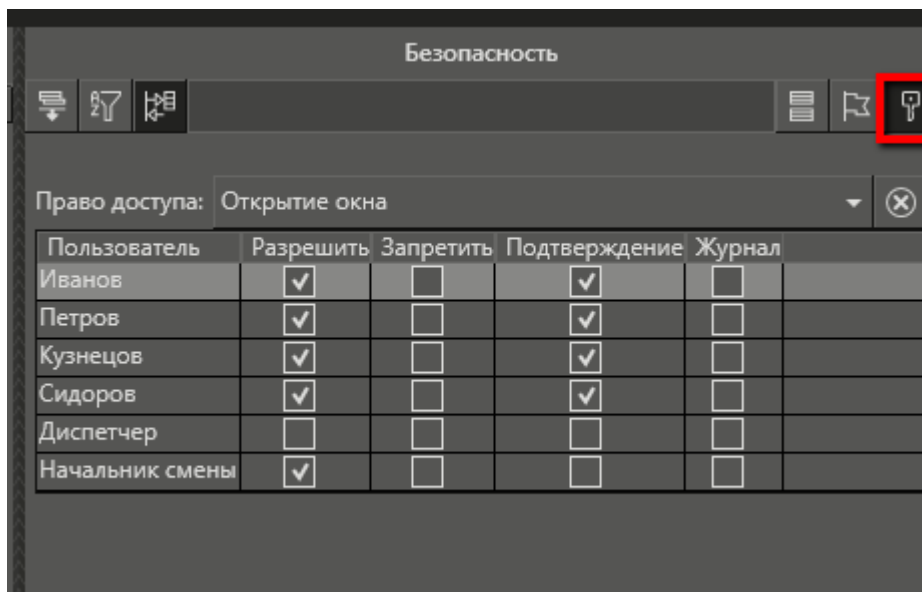 Безопасность
Право доступа: Открытие окна
Пользователь Разрешить Запретить Подтверждение Журнал
Иванов
Петров
Кузнецов
Сидоров
Диспетчер
Начальник смены